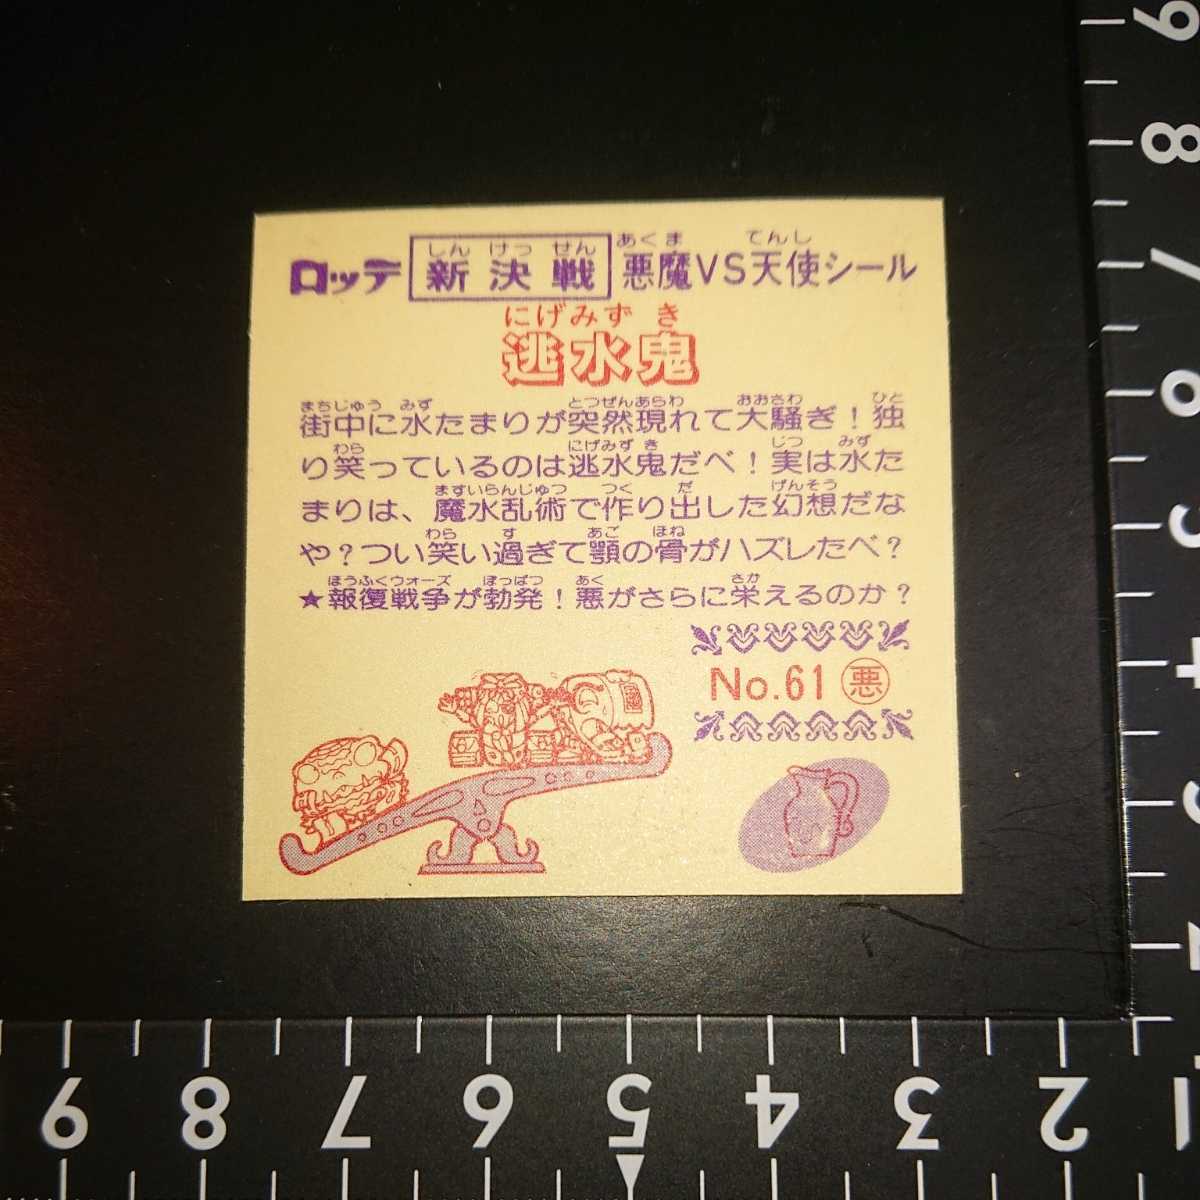 しん けっ せん あくま てんし
ロッテ 新決戦 悪魔VS天使シール
にげみず き
逃水鬼
まちじゅう みず とつぜんあらわ おおさわ ひと
街中に水たまりが突然現れて大騒ぎ！独
わら にげみず き じつ みず
り笑っているのは逃水鬼だべ！実は水た
ますいらんじゅつ つく だ げんそう
まりは、魔水乱術で作り出した幻想だな
わら す あご ほね
や？つい笑い過ぎて顎の骨がハズレたべ？
ほうふくウォーズ ぼっぱつ あく さか
★報復戦争が勃発！悪がさらに栄えるのか？
No.61 悪
9
8
7
6
5
4
3
2
9 8 7 6 5 4 3 2 1